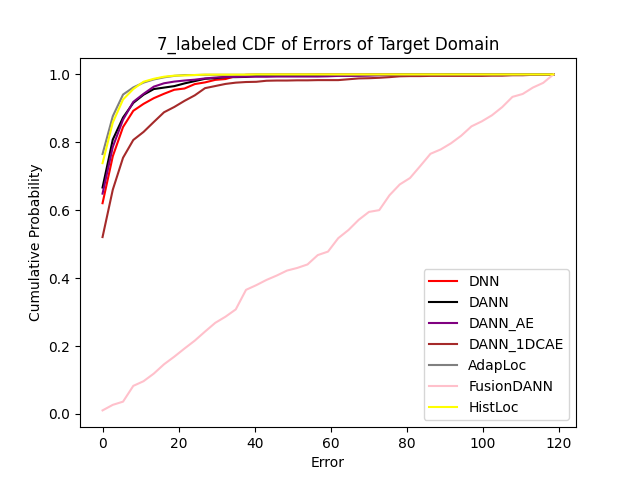 7_labeled CDF of Errors of Target Domain
Cumulative Probability
1.0
0.8
0.6
0.4
0.2
0.0
0 20 40 60 80 100 120
Error
DNN
DANN
DANN_AE
DANN_1DCAE
AdapLoc
FusionDANN
HistLoc